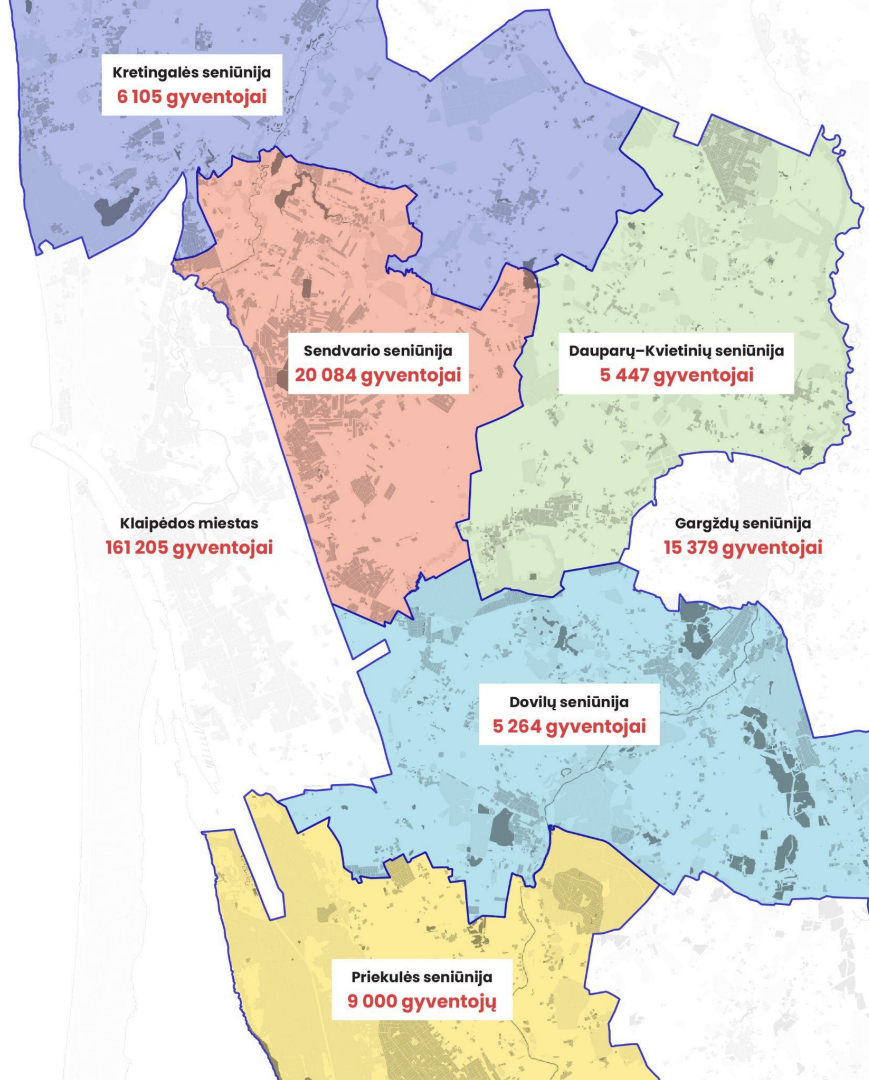 Kretingalės seniūnija
6 105 gyventojai
Sendvario seniūnija
20 084 gyventojai
Dauparų–Kvietinių seniūnija
5 447 gyventojai
Klaipėdos miestas
161 205 gyventojai
Gargždų seniūnija
15 379 gyventojai
Dovilų seniūnija
5 264 gyventojai
Priekulės seniūnija
9 000 gyventojų